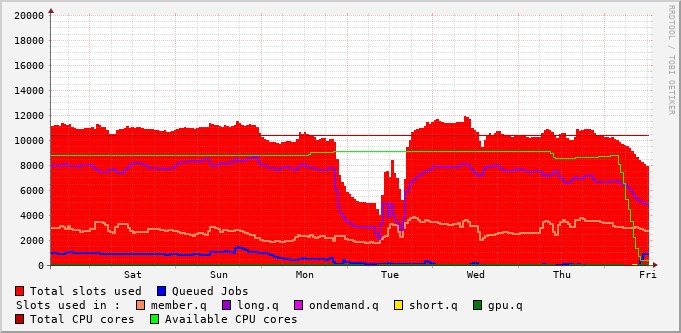 20000
18000
16000
14000
12000
10000
8000
6000
4000
2000
0
Sat Sun Mon Tue Wed Thu Fri
RRDTOOL / TOBI OETIKER
Total slots used Queued Jobs
Slots used in : member.q long.q ondemand.q short.q gpu.q
Total CPU cores Available CPU cores